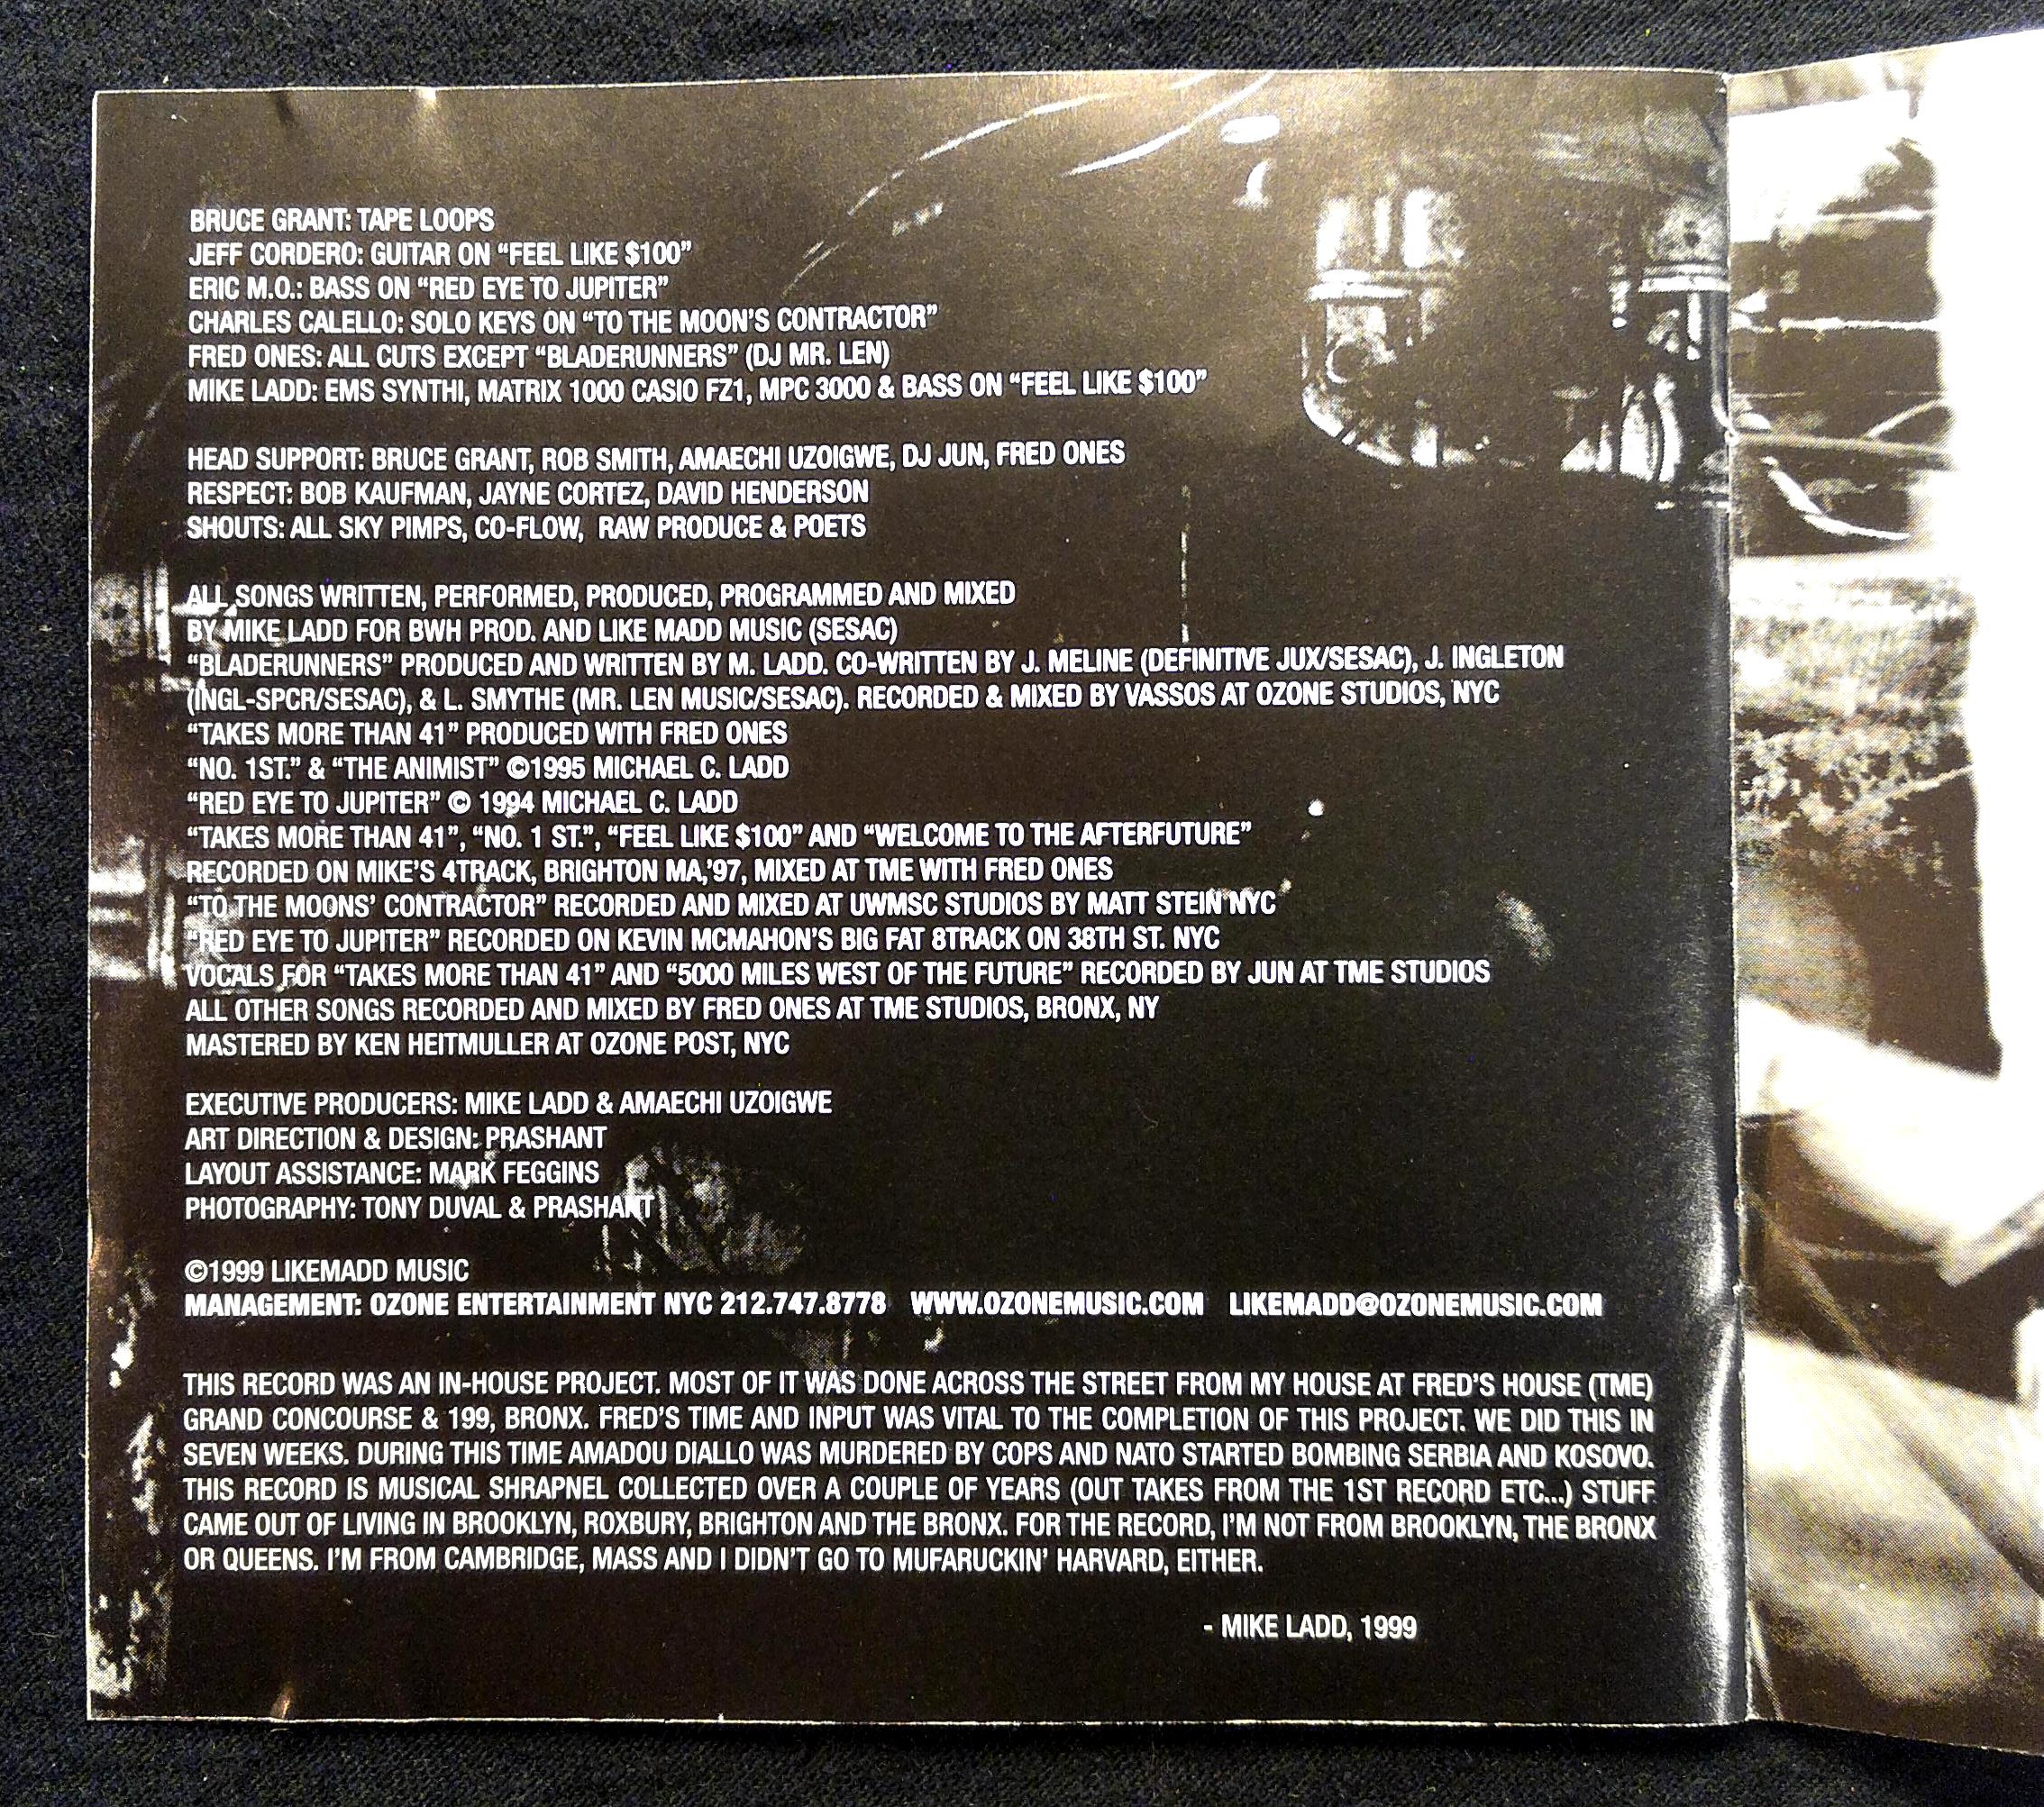 BRUCE GRANT: TAPE LOOPS
JEFF CORDERO: GUITAR ON “FEEL LIKE $100”
ERIC M.O.: BASS ON “RED EYE TO JUPITER”
CHARLES CALELLO: SOLO KEYS ON “TO THE MOON’S CONTRACTOR”
FRED ONES: ALL CUTS EXCEPT “BLADERUNNERS” (DJ MR. LEN)
MIKE LADD: EMS SYNTHI, MATRIX 1000 CASIO FZ1, MPC 3000 & BASS ON “FEEL LIKE $100”
HEAD SUPPORT: BRUCE GRANT, ROB SMITH, AMAECHI UZOIGWE, DJ JUN, FRED ONES
RESPECT: BOB KAUFMAN, JAYNE CORTEZ, DAVID HENDERSON
SHOUTS: ALL SKY PIMPS, CO-FLOW, RAW PRODUCE & POETS
ALL SONGS WRITTEN, PERFORMED, PRODUCED, PROGRAMMED AND MIXED
BY MIKE LADD FOR BWH PROD. AND LIKE MADD MUSIC (SESAC)
“BLADERUNNERS” PRODUCED AND WRITTEN BY M. LADD. CO-WRITTEN BY J. MELINE (DEFINITIVE JUX/SESAC), J. INGLETON
(INGL-SPCR/SESAC), & L. SMYTHE (MR. LEN MUSIC/SESAC). RECORDED & MIXED BY VASSOS AT OZONE STUDIOS, NYC
“TAKES MORE THAN 41” PRODUCED WITH FRED ONES
“NO. 1ST.” & “THE ANIMIST” ©1995 MICHAEL C. LADD
“RED EYE TO JUPITER” © 1994 MICHAEL C. LADD
“TAKES MORE THAN 41”, “NO. 1 ST.”, “FEEL LIKE $100” AND “WELCOME TO THE AFTERFUTURE”
RECORDED ON MIKE’S 4TRACK, BRIGHTON MA,’97, MIXED AT TME WITH FRED ONES
“TO THE MOONS’ CONTRACTOR” RECORDED AND MIXED AT UWMSC STUDIOS BY MATT STEIN NYC
“RED EYE TO JUPITER” RECORDED ON KEVIN MCMAHON’S BIG FAT 8TRACK ON 38TH ST. NYC
VOCALS FOR “TAKES MORE THAN 41” AND “5000 MILES WEST OF THE FUTURE” RECORDED BY JUN AT TME STUDIOS
ALL OTHER SONGS RECORDED AND MIXED BY FRED ONES AT TME STUDIOS, BRONX, NY
MASTERED BY KEN HEITMULLER AT OZONE POST, NYC
EXECUTIVE PRODUCERS: MIKE LADD & AMAECHI UZOIGWE
ART DIRECTION & DESIGN: PRASHANT
LAYOUT ASSISTANCE: MARK FEGGINS
PHOTOGRAPHY: TONY DUVAL & PRASHANT
©1999 LIKEMADD MUSIC
MANAGEMENT: OZONE ENTERTAINMENT NYC 212.747.8778 WWW.OZONEMUSIC.COM LIKEMADD@OZONEMUSIC.COM
THIS RECORD WAS AN IN-HOUSE PROJECT. MOST OF IT WAS DONE ACROSS THE STREET FROM MY HOUSE AT FRED’S HOUSE (TME)
GRAND CONCOURSE & 199, BRONX. FRED’S TIME AND INPUT WAS VITAL TO THE COMPLETION OF THIS PROJECT. WE DID THIS IN
SEVEN WEEKS. DURING THIS TIME AMADOU DIALLO WAS MURDERED BY COPS AND NATO STARTED BOMBING SERBIA AND KOSOVO.
THIS RECORD IS MUSICAL SHRAPNEL COLLECTED OVER A COUPLE OF YEARS (OUT TAKES FROM THE 1ST RECORD ETC...) STUFF
CAME OUT OF LIVING IN BROOKLYN, ROXBURY, BRIGHTON AND THE BRONX. FOR THE RECORD, I’M NOT FROM BROOKLYN, THE BRONX
OR QUEENS. I’M FROM CAMBRIDGE, MASS AND I DIDN’T GO TO MUFARUCKIN’ HARVARD, EITHER.
- MIKE LADD, 1999